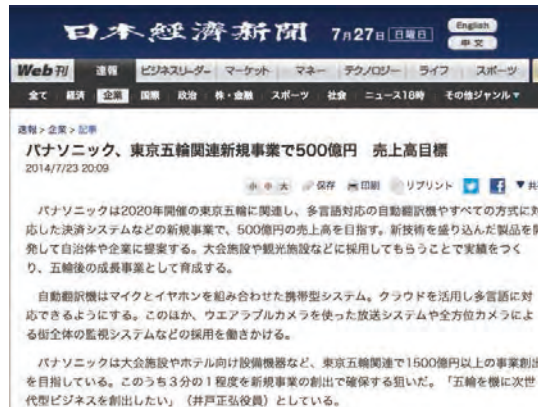 日本経済新聞 7月27日 日曜日 English 中文
Web刊 速報 ビジネスリーダー マーケット マネー テクノロジー ライフ スポーツ
全て 経済 企業 国際 政治 株・金融 スポーツ 社会 ニュース18時 その他ジャンル▼
速報 > 企業 > 記事
パナソニック、東京五輪関連新規事業で500億円 売上高目標
2014/7/23 20:09
小 中 大 保存 印刷 リプリント ▼共
パナソニックは2020年開催の東京五輪に関連し、多言語対応の自動翻訳機やすべての方式に対
応した決済システムなどの新規事業で、500億円の売上高を目指す。新技術を盛り込んだ製品を開
発して自治体や企業に提案する。大会施設や観光施設などに採用してもらうことで実績をつく
り、五輪後の成長事業として育成する。
自動翻訳機はマイクとイヤホンを組み合わせた携帯型システム。クラウドを活用し多言語に対
応できるようにする。このほか、ウエアラブルカメラを使った放送システムや全方位カメラによ
る街全体の監視システムなどの採用を働きかける。
パナソニックは大会施設やホテル向け設備機器など、東京五輪関連で1500億円以上の事業創出
を目指している。このうち3分の1程度を新規事業の創出で確保する狙いだ。「五輪を機に次世
代型ビジネスを創出したい」(井戸正弘役員)としている。